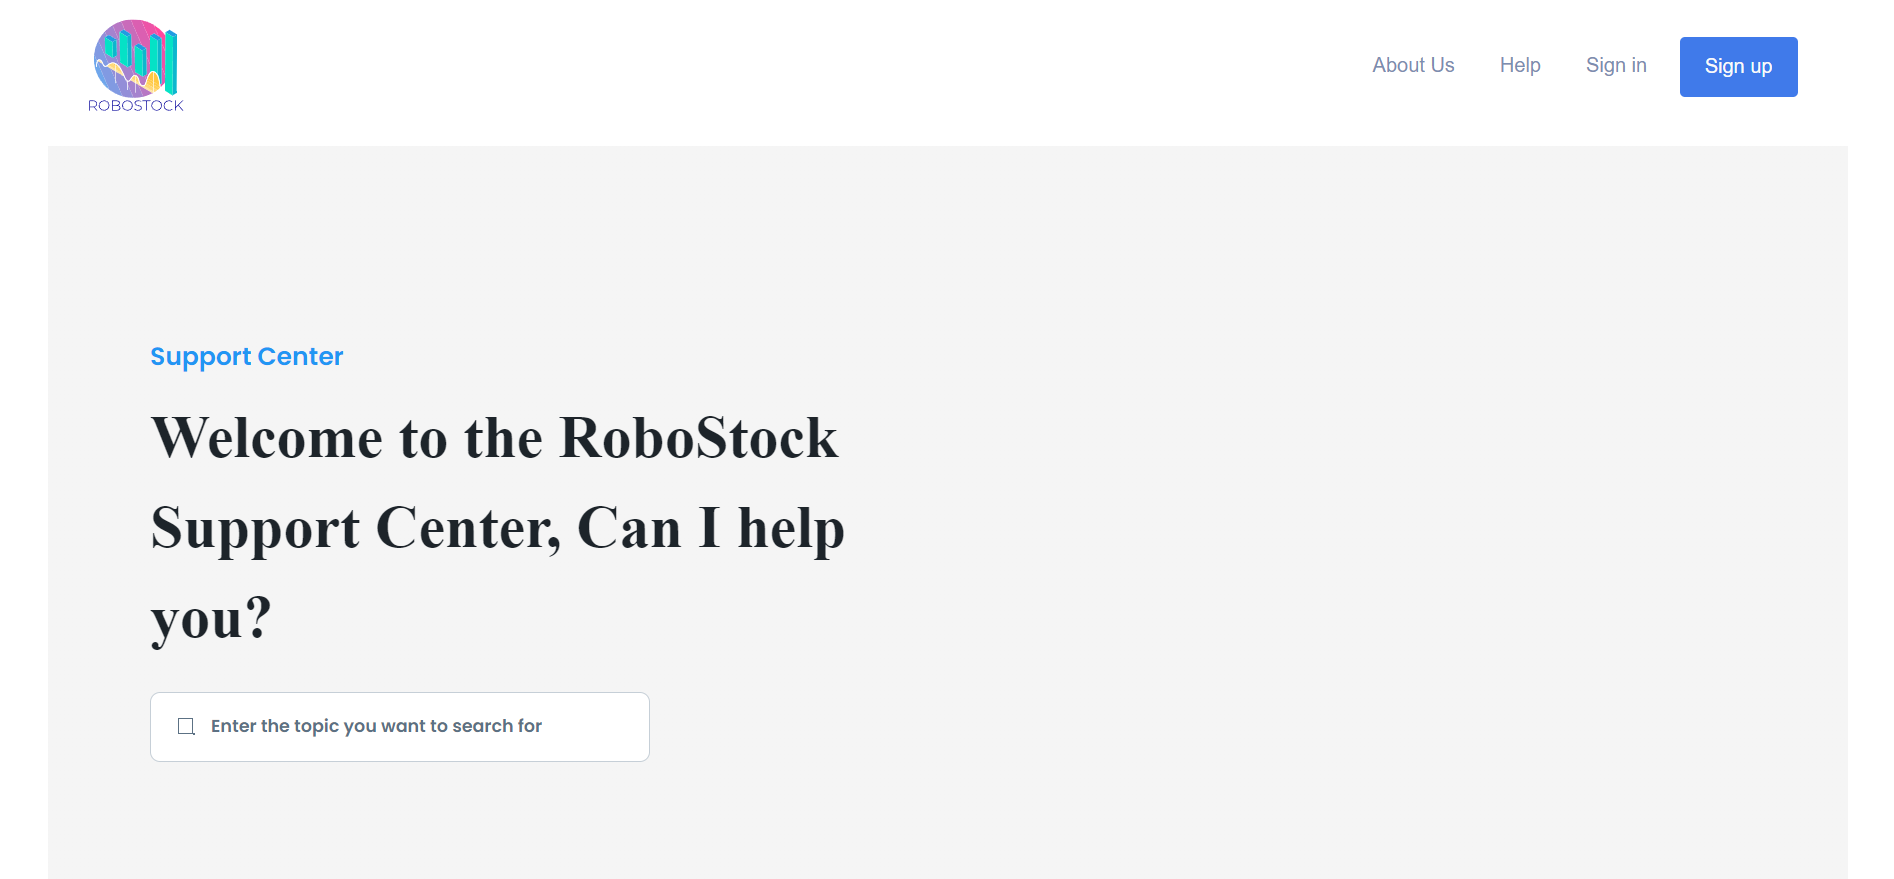 ROBOSTOCK
About Us Help Sign in Sign up
Support Center
Welcome to the RoboStock
Support Center, Can I help
you?
Enter the topic you want to search for